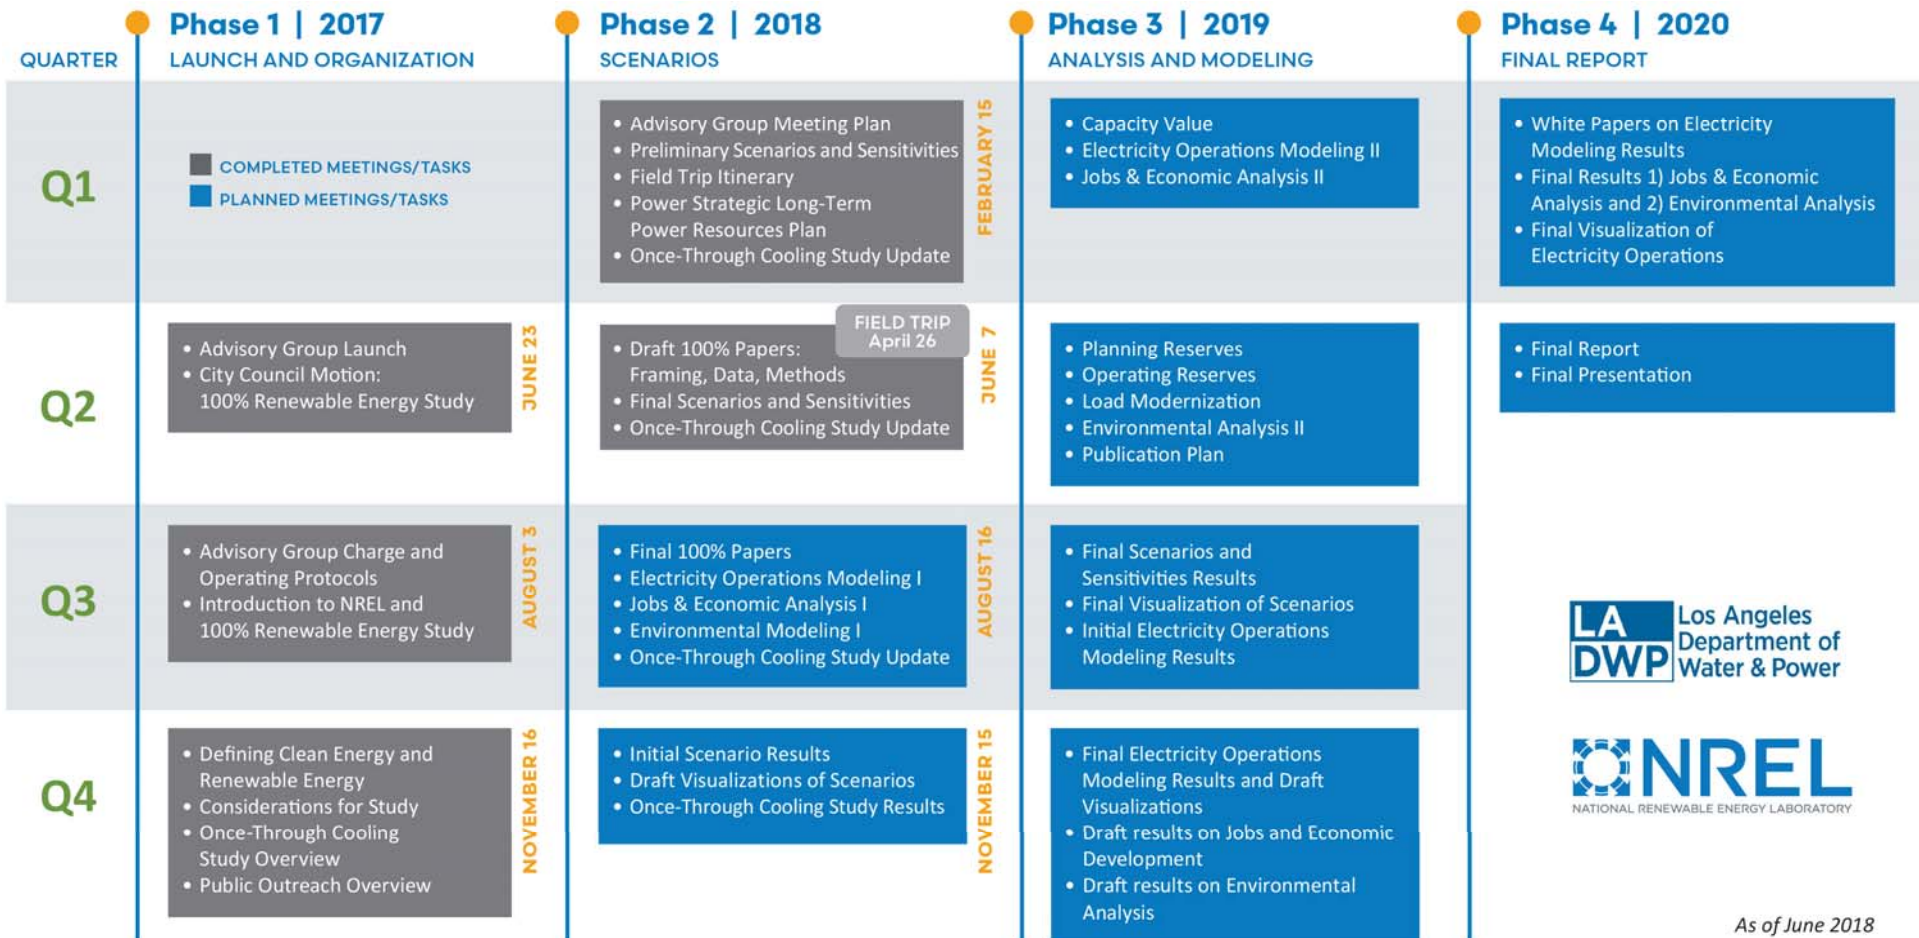 Phase 1 | 2017
LAUNCH AND ORGANIZATION
Phase 2 | 2018
SCENARIOS
Phase 3 | 2019
ANALYSIS AND MODELING
Phase 4 | 2020
FINAL REPORT
QUARTER
Q1
COMPLETED MEETINGS/TASKS
PLANNED MEETINGS/TASKS
• Advisory Group Meeting Plan
• Preliminary Scenarios and Sensitivities
• Field Trip Itinerary
• Power Strategic Long-Term
Power Resources Plan
• Once-Through Cooling Study Update
FEBRUARY 15
• Capacity Value
• Electricity Operations Modeling II
• Jobs & Economic Analysis II
• White Papers on Electricity
Modeling Results
• Final Results 1) Jobs & Economic
Analysis and 2) Environmental Analysis
• Final Visualization of
Electricity Operations
Q2
• Advisory Group Launch
• City Council Motion:
100% Renewable Energy Study
JUNE 23
FIELD TRIP
April 26
• Draft 100% Papers:
Framing, Data, Methods
• Final Scenarios and Sensitivities
• Once-Through Cooling Study Update
JUNE 7
• Planning Reserves
• Operating Reserves
• Load Modernization
• Environmental Analysis II
• Publication Plan
• Final Report
• Final Presentation
Q3
• Advisory Group Charge and
Operating Protocols
• Introduction to NREL and
100% Renewable Energy Study
AUGUST 3
• Final 100% Papers
• Electricity Operations Modeling I
• Jobs & Economic Analysis I
• Environmental Modeling I
• Once-Through Cooling Study Update
AUGUST 16
• Final Scenarios and
Sensitivities Results
• Final Visualization of Scenarios
• Initial Electricity Operations
Modeling Results
LA
DWP
Los Angeles
Department of
Water & Power
Q4
• Defining Clean Energy and
Renewable Energy
• Considerations for Study
• Once-Through Cooling
Study Overview
• Public Outreach Overview
NOVEMBER 16
• Initial Scenario Results
• Draft Visualizations of Scenarios
• Once-Through Cooling Study Results
NOVEMBER 15
• Final Electricity Operations
Modeling Results and Draft
Visualizations
• Draft results on Jobs and Economic
Development
• Draft results on Environmental
Analysis
NREL
NATIONAL RENEWABLE ENERGY LABORATORY
As of June 2018